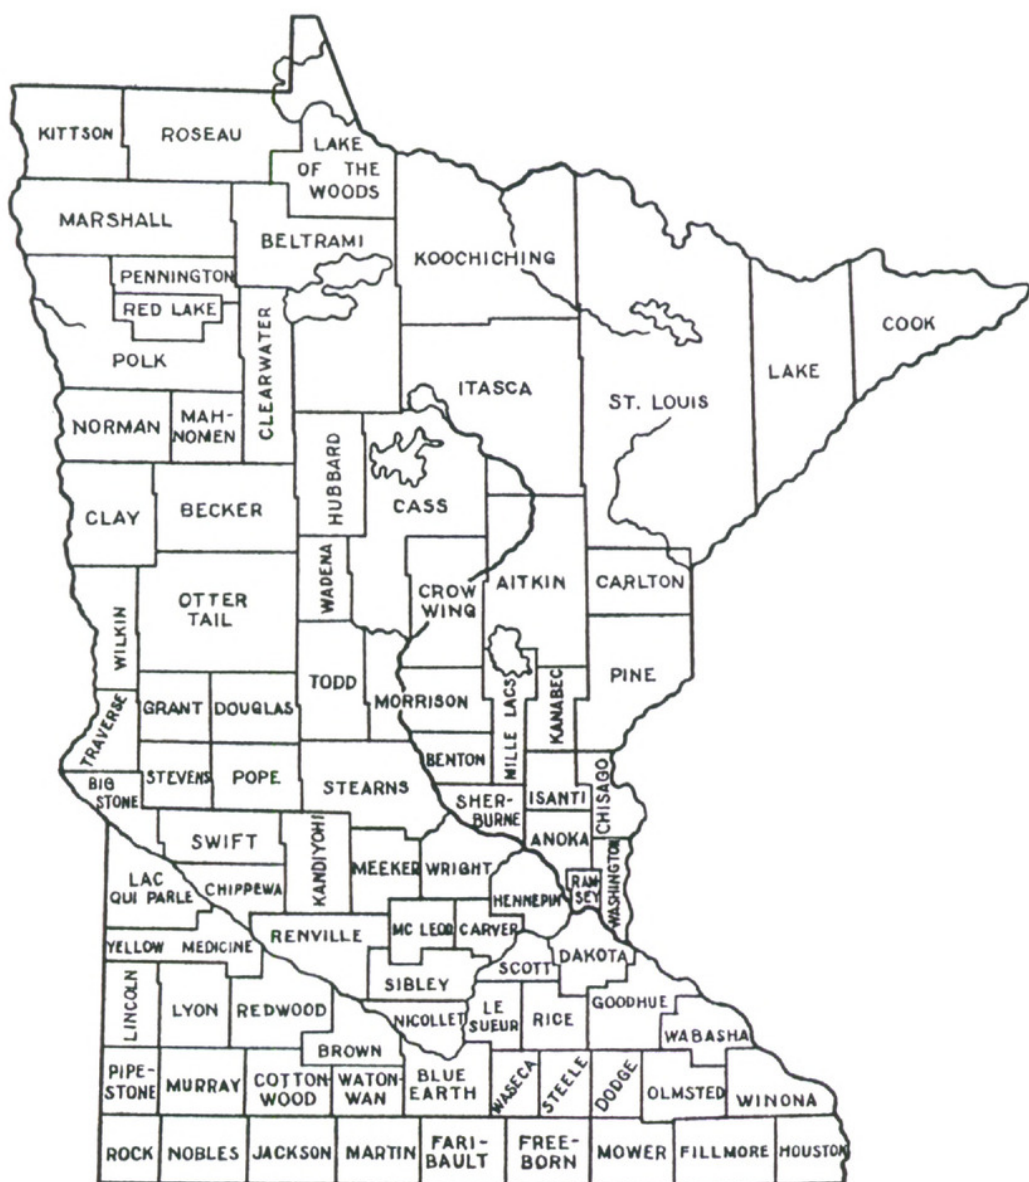 KITTSON
ROSEAU
LAKE
OF THE
WOODS
MARSHALL
BELTRAMI
KOOCHICHING
PENNINGTON
RED LAKE
POLK
CLEARWATER
ITASCA
ST. LOUIS
LAKE
COOK
NORMAN
MAH-
NOMEN
HUBBARD
CASS
CLAY
BECKER
WADENA
CROW
WING
AITKIN
CARLTON
WILKIN
OTTER
TAIL
TODD
MORRISON
MILLE LACS
KANABEC
PINE
TRAVERSE
GRANT
DOUGLAS
BENTON
BIG
STONE
STEVENS
POPE
STEARNS
SHER-
BURNE
ISANTI
CHISAGO
SWIFT
KANDIYOHI
MEEKER
WRIGHT
ANOKA
WASHINGTON
LAC
QUI PARLE
CHIPPEWA
HENNEPIN
RAM-
SEY
YELLOW MEDICINE
RENVILLE
MC LEOD
CARVER
SCOTT
DAKOTA
LINCOLN
LYON
REDWOOD
SIBLEY
NICOLLET
LE
SUEUR
RICE
GOODHUE
WABASHA
PIPE-
STONE
MURRAY
COTTON-
WOOD
BROWN
WATON-
WAN
BLUE
EARTH
WASECA
STEELE
DODGE
OLMSTED
WINONA
ROCK
NOBLES
JACKSON
MARTIN
FARI-
BAULT
FREE-
BORN
MOWER
FILLMORE
HOUSTON